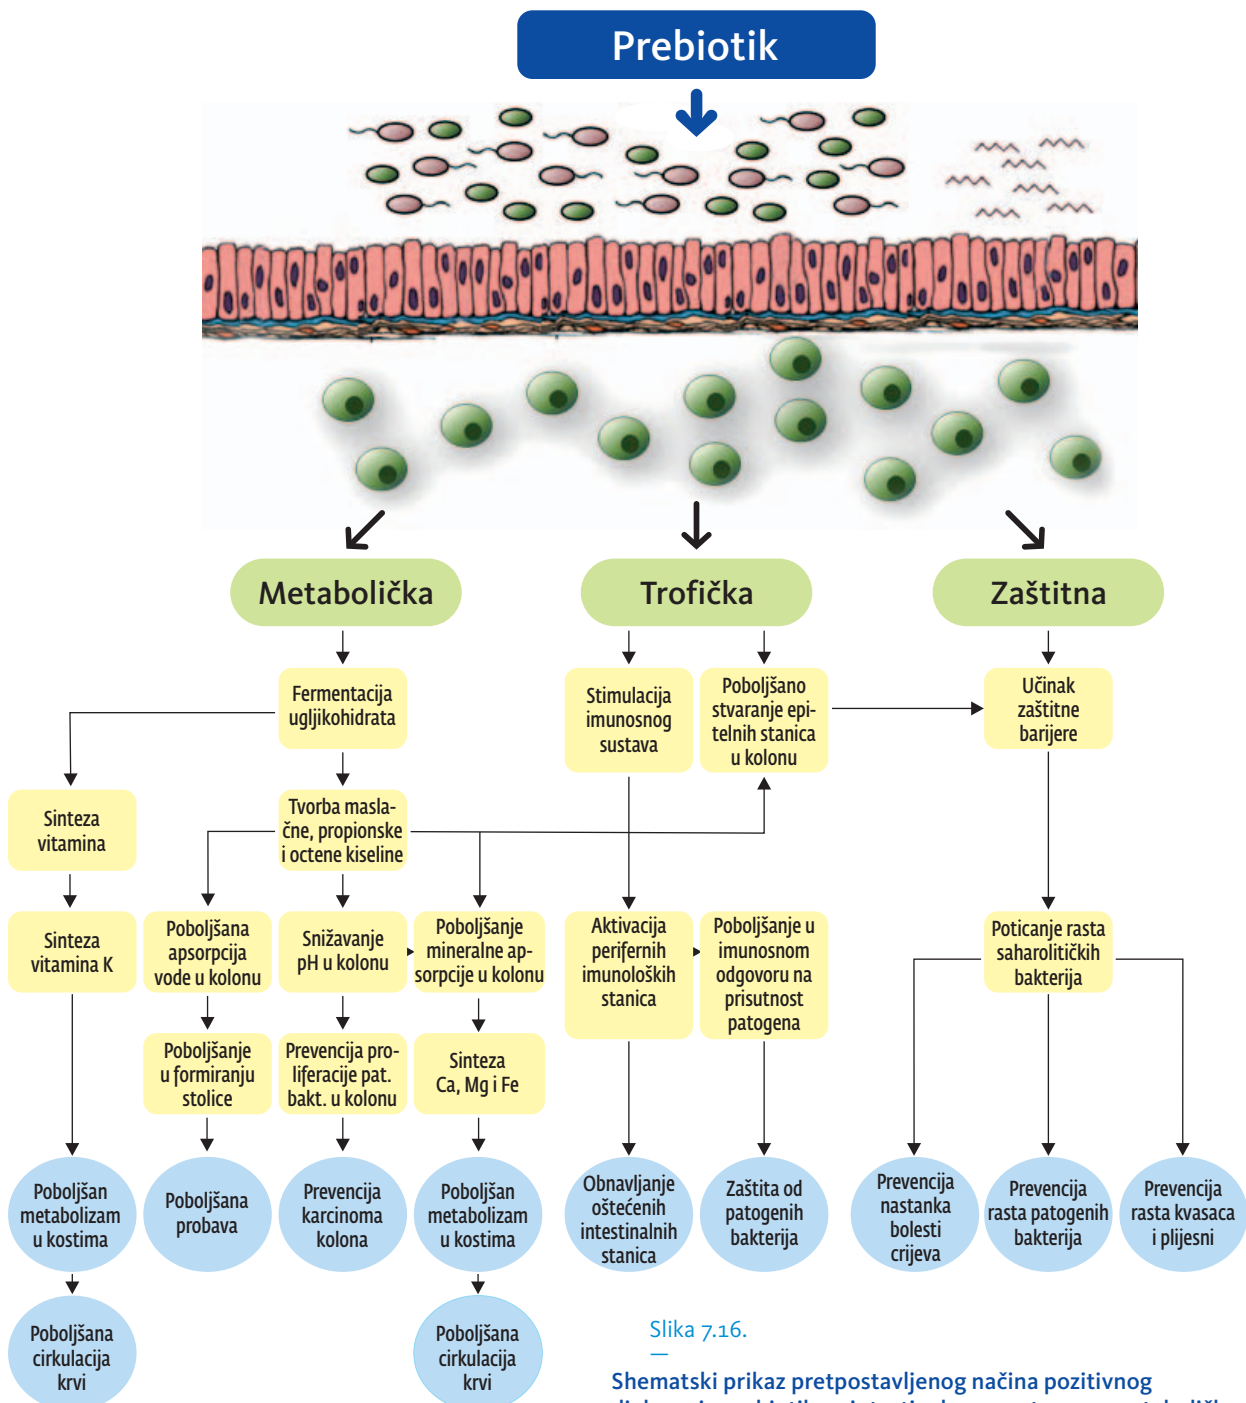 Prebiotik
Metabolička
Trofička
Zaštitna
Fermentacija
ugljikohidrata
Stimulacija
imunosnog
sustava
Poboljšano
stvaranje epi-
telnih stanica
u kolonu
Učinak
zaštitne
barijere
Sinteza
vitamina
Tvorba masla-
čne, propionske
i octene kiseline
Sinteza
vitamina K
Poboljšana
apsorpcija
vode u kolonu
Snižavanje
pH u kolonu
Poboljšanje
mineralne ap-
sorpcije u kolonu
Aktivacija
perifernih
imunoloških
stanica
Poboljšanje u
imunosnom
odgovoru na
prisutnost
patogena
Poticanje rasta
saharolitičkih
bakterija
Poboljšanje
u formiranju
stolice
Prevencija pro-
liferacije pat.
bakt. u kolonu
Sinteza
Ca, Mg i Fe
Poboljšan
metabolizam
u kostima
Poboljšana
probava
Prevencija
karcinoma
kolona
Poboljšan
metabolizam
u kostima
Obnavljanje
oštećenih
intestinalnih
stanica
Zaštita od
patogenih
bakterija
Prevencija
nastanka
bolesti
crijeva
Prevencija
rasta patogenih
bakterija
Prevencija
rasta kvasaca
i plijesni
Poboljšana
cirkulacija
krvi
Poboljšana
cirkulacija
krvi
Slika 7.16.
—
Shematski prikaz pretpostavljenog načina pozitivnog